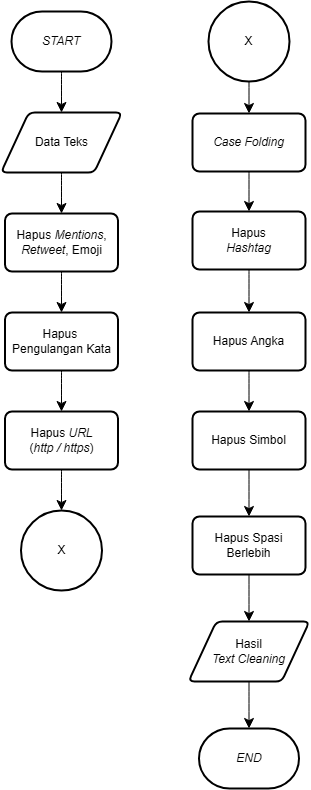 START
Data Teks
Hapus Mentions,
Retweet, Emoji
Hapus
Pengulangan Kata
Hapus URL
(http / https)
X
X
Case Folding
Hapus
Hashtag
Hapus Angka
Hapus Simbol
Hapus Spasi
Berlebih
Hasil
Text Cleaning
END